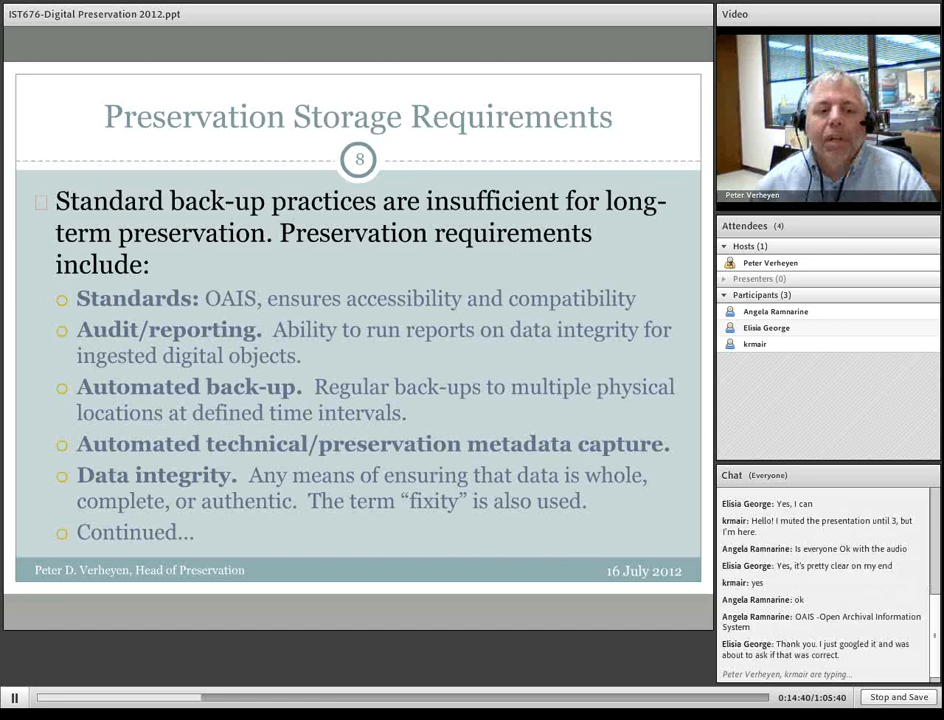 IST676-Digital Preservation 2012.ppt
Preservation Storage Requirements
8
Standard back-up practices are insufficient for long-
term preservation. Preservation requirements
include:
Standards: OAIS, ensures accessibility and compatibility
Audit/reporting. Ability to run reports on data integrity for
ingested digital objects.
Automated back-up. Regular back-ups to multiple physical
locations at defined time intervals.
Automated technical/preservation metadata capture.
Data integrity. Any means of ensuring that data is whole,
complete, or authentic. The term “fixity” is also used.
Continued…
Peter D. Verheyen, Head of Preservation
16 July 2012
Video
Peter Verheyen
Attendees (4)
Hosts (1)
Peter Verheyen
Presenters (0)
Participants (3)
Angela Ramnarine
Elisia George
krmair
Chat (Everyone)
Elisia George: Yes, I can
krmair: Hello! I muted the presentation until 3, but
I'm here.
Angela Ramnarine: Is everyone Ok with the audio
Elisia George: Yes, it's pretty clear on my end
krmair: yes
Angela Ramnarine: ok
Angela Ramnarine: OAIS -Open Archival Information
System
Elisia George: Thank you. I just googled it and was
about to ask if that was correct.
Peter Verheyen, krmair are typing...
0:14:40/1:05:40
Stop and Save